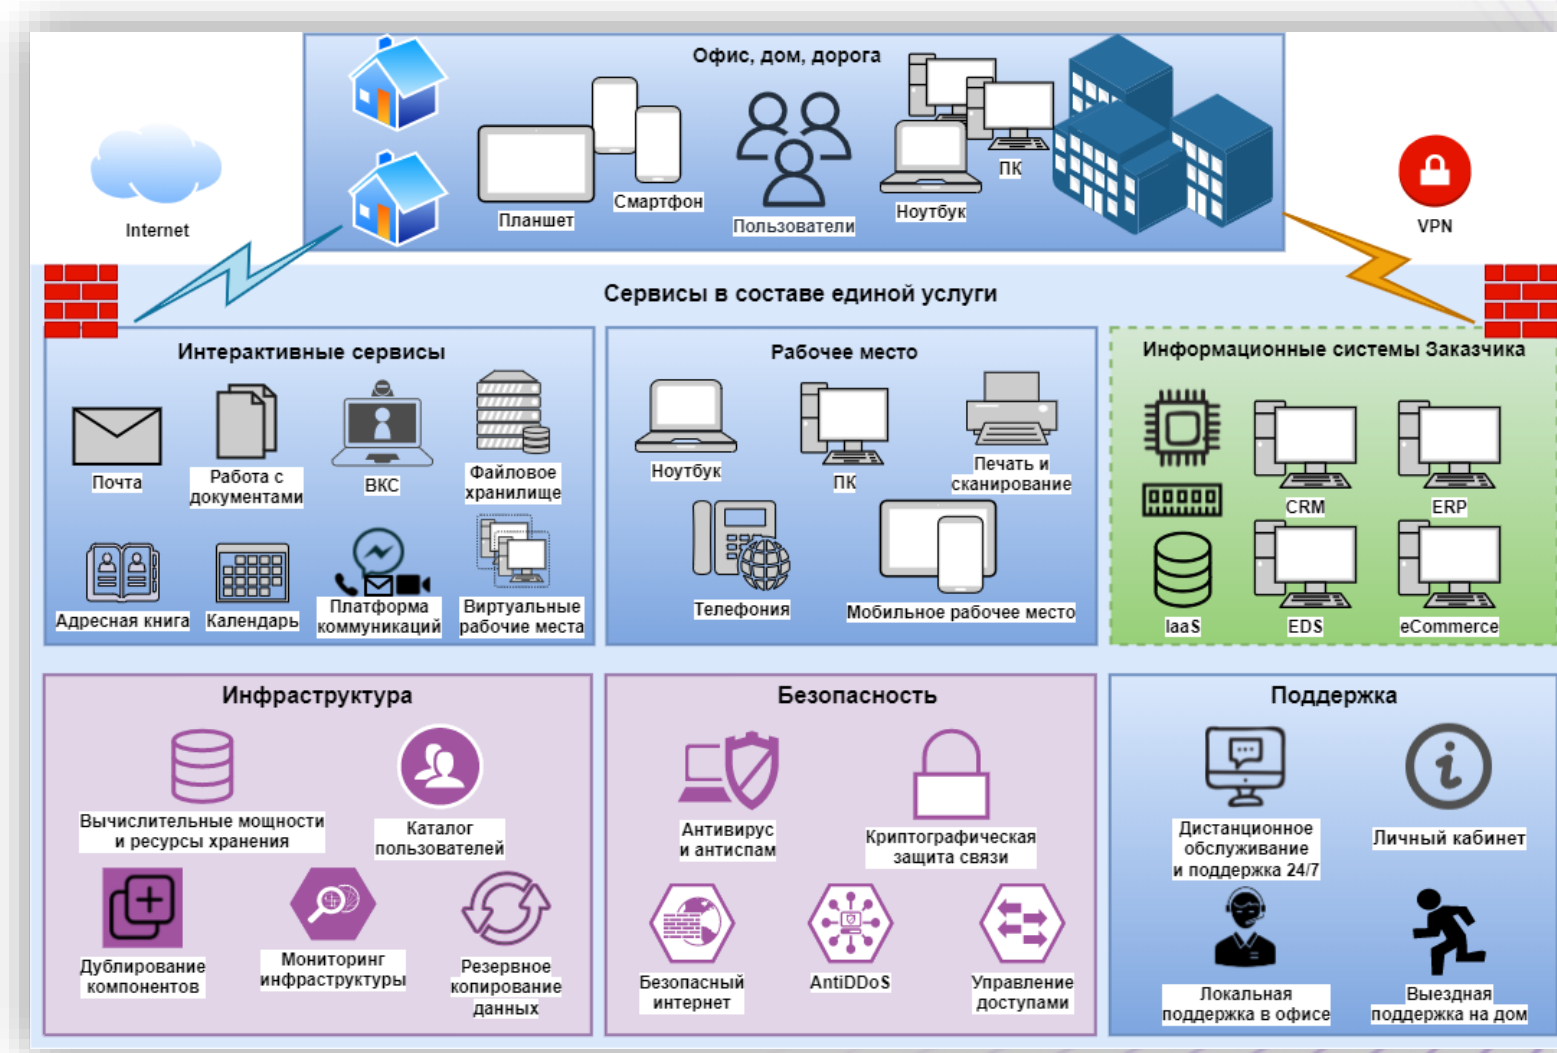 Офис, дом, дорога
Планшет
Смартфон
Пользователи
Ноутбук
ПК
Internet
VPN
Сервисы в составе единой услуги
Интерактивные сервисы
Почта
Работа с
документами
ВКС
Файловое
хранилище
Адресная книга
Календарь
Платформа
коммуникаций
Виртуальные
рабочие места
Рабочее место
Ноутбук
ПК
Печать и
сканирование
Телефония
Мобильное рабочее место
Информационные системы Заказчика
CRM
ERP
IaaS
EDS
eCommerce
Инфраструктура
Вычислительные мощности
и ресурсы хранения
Каталог
пользователей
Дублирование
компонентов
Мониторинг
инфраструктуры
Резервное
копирование
данных
Безопасность
Антивирус
и антиспам
Криптографическая
защита связи
Безопасный
интернет
AntiDDoS
Управление
доступами
Поддержка
Дистанционное
обслуживание
и поддержка 24/7
Личный кабинет
Локальная
поддержка в офисе
Выездная
поддержка на дом